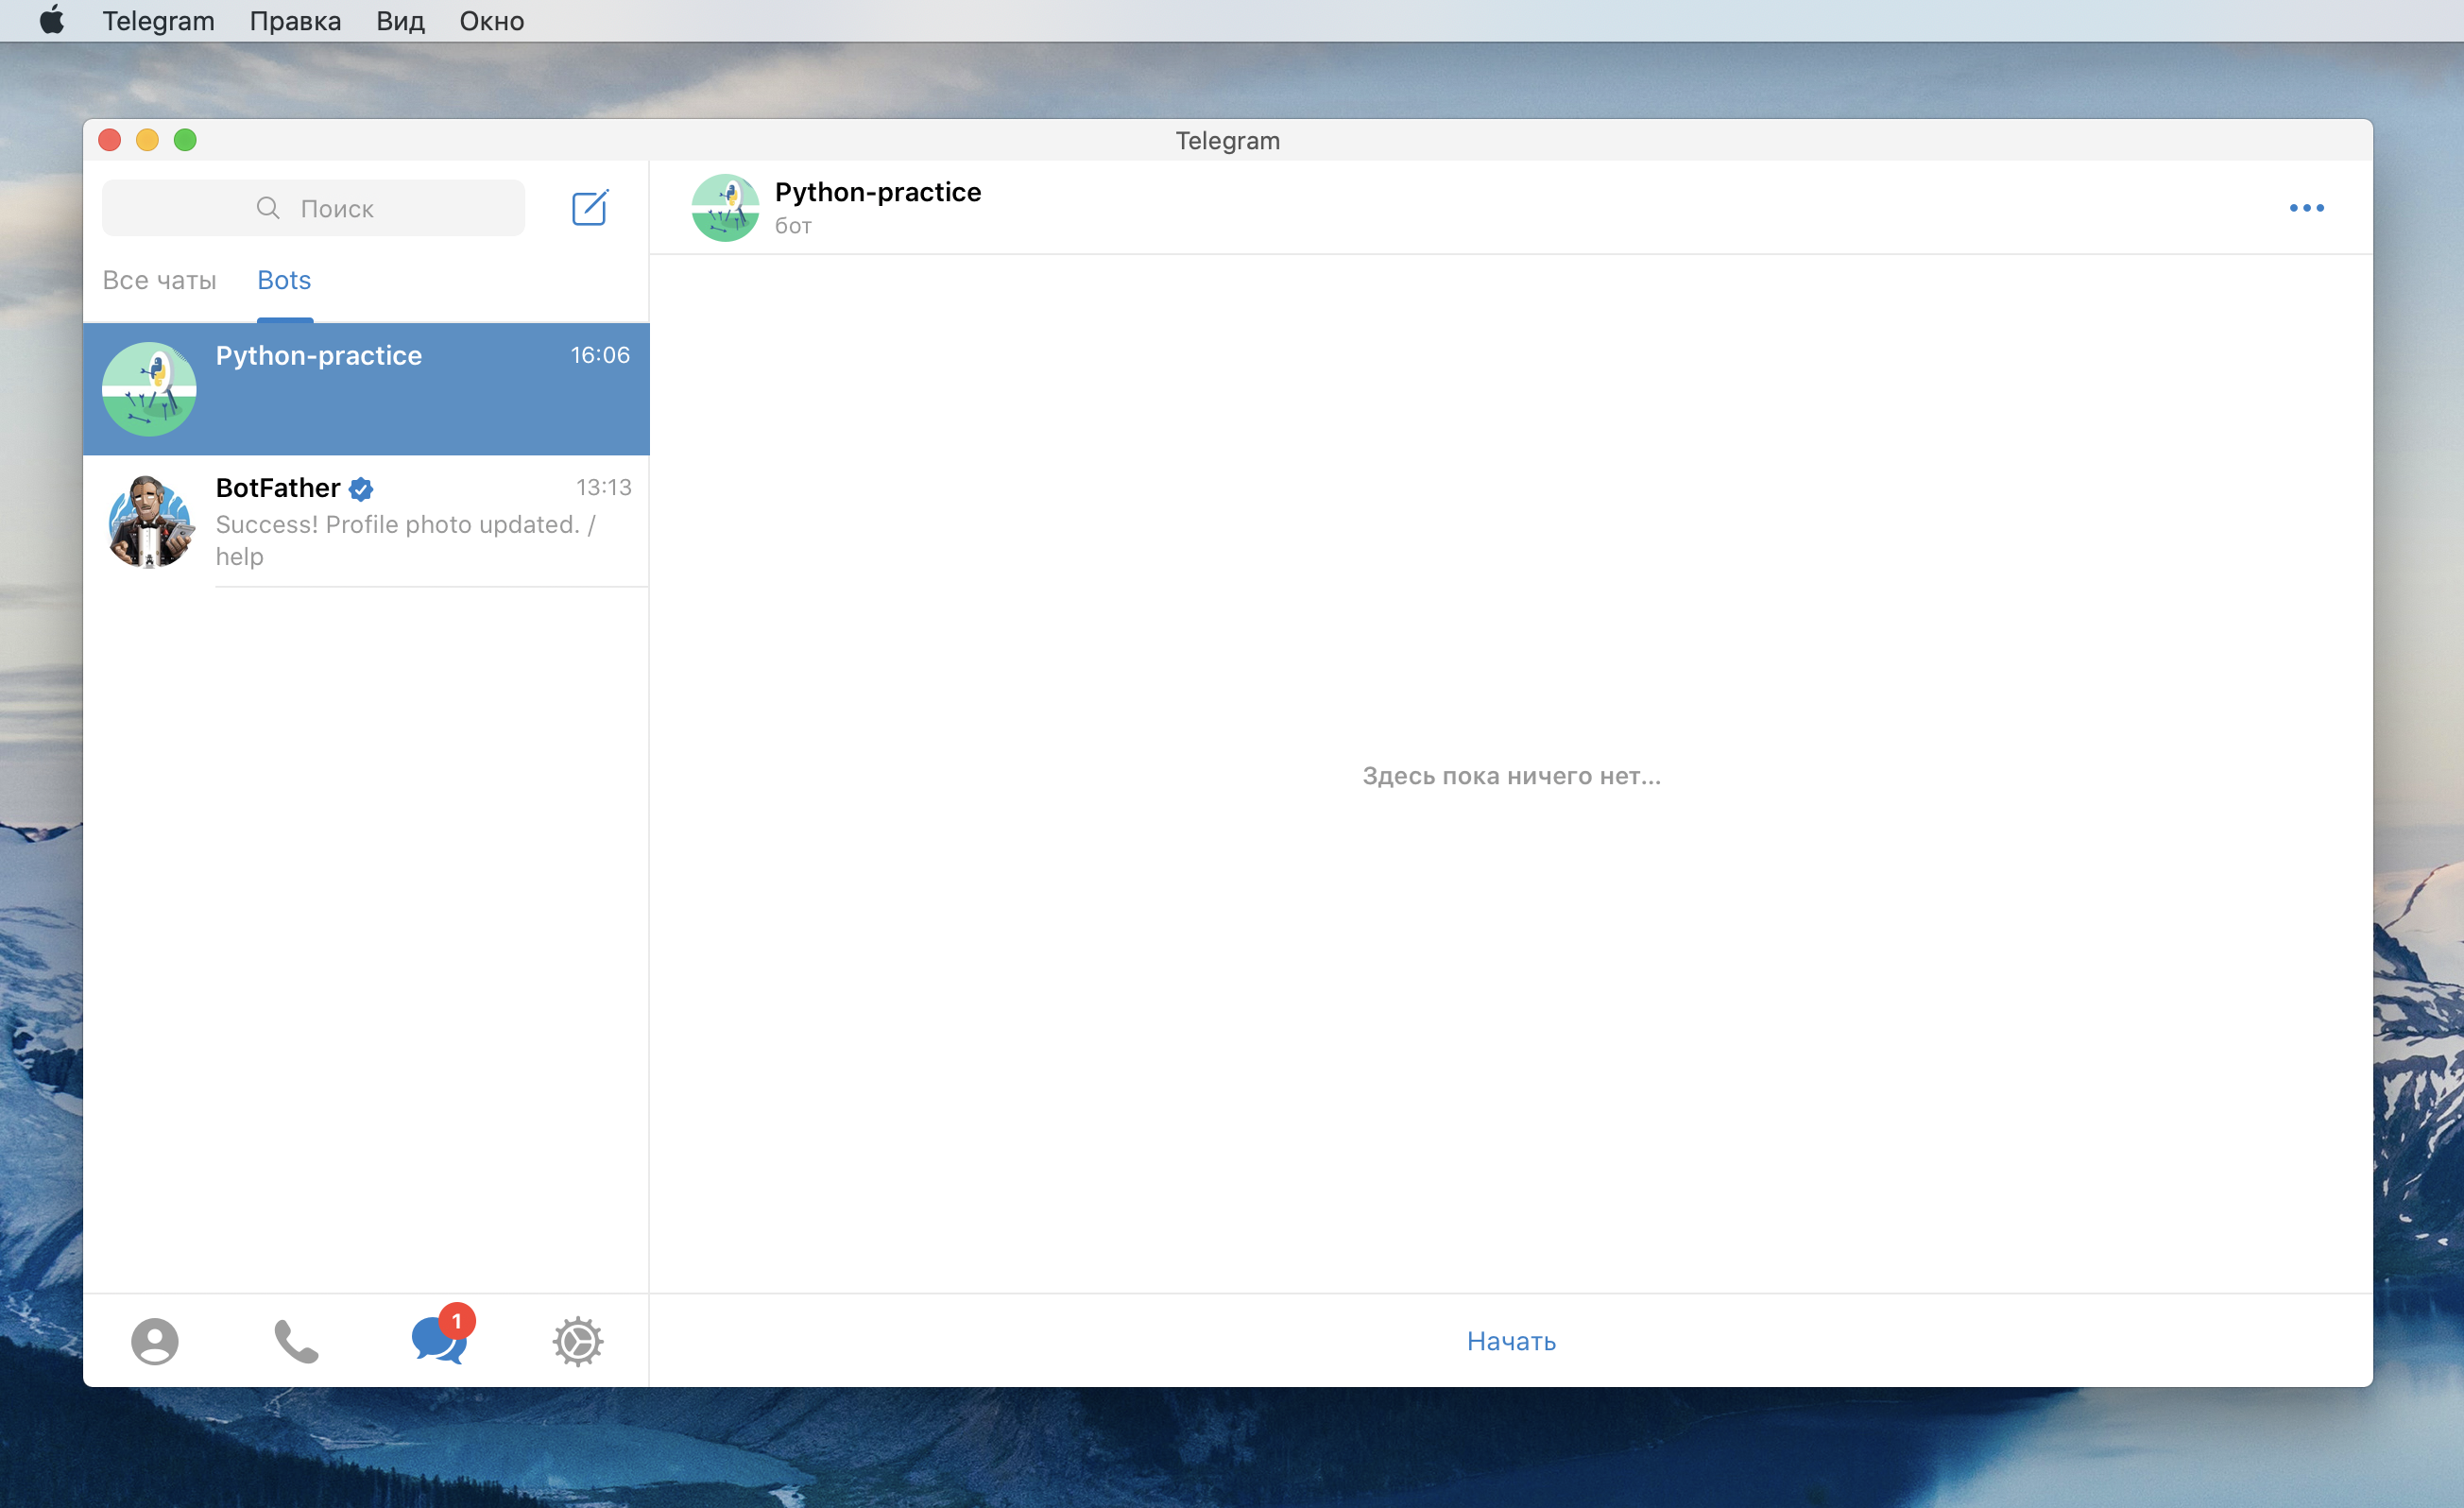 Telegram Правка Вид Окно
Telegram
Поиск
Все чаты Bots
Python-practice 16:06
BotFather 13:13
Success! Profile photo updated. /
help
1
Python-practice
бот
Здесь пока ничего нет...
Начать